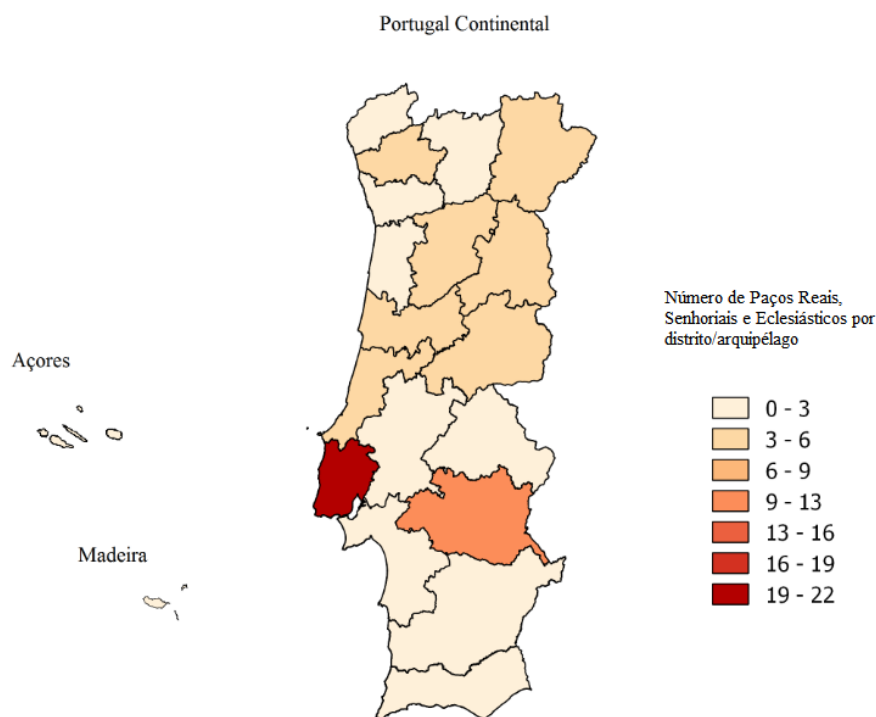 Portugal Continental
Açores
Madeira
Número de Paços Reais,
Senhoriais e Eclesiásticos por
distrito/arquipélago
0 - 3
3 - 6
6 - 9
9 - 13
13 - 16
16 - 19
19 - 22